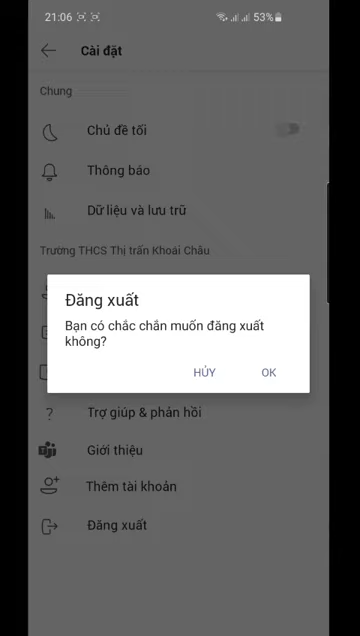 21:06
53%
Cài đặt
Chung
Chủ đề tối
Thông báo
Dữ liệu và lưu trữ
Trường THCS Thị trấn Khoái Châu
Đăng xuất
Bạn có chắc chắn muốn đăng xuất
không?
HỦY OK
Trợ giúp & phản hồi
Giới thiệu
Thêm tài khoản
Đăng xuất